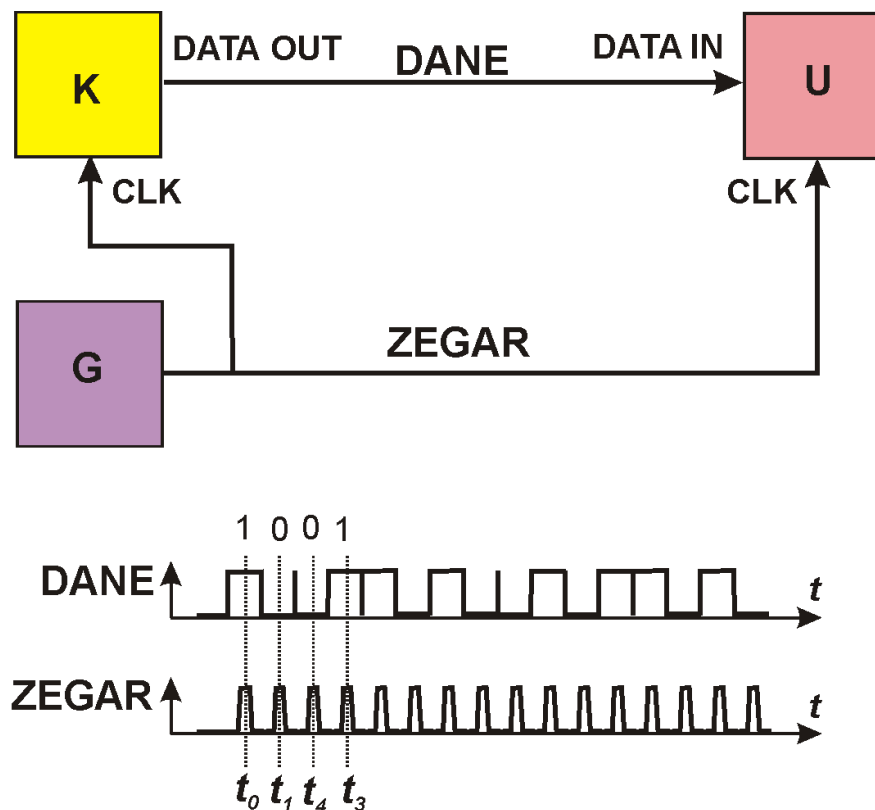 K
DATA OUT
DANE
DATA IN
U
CLK
CLK
G
ZEGAR
1 0 0 1
DANE
t
ZEGAR
t
t0 t1 t4 t3